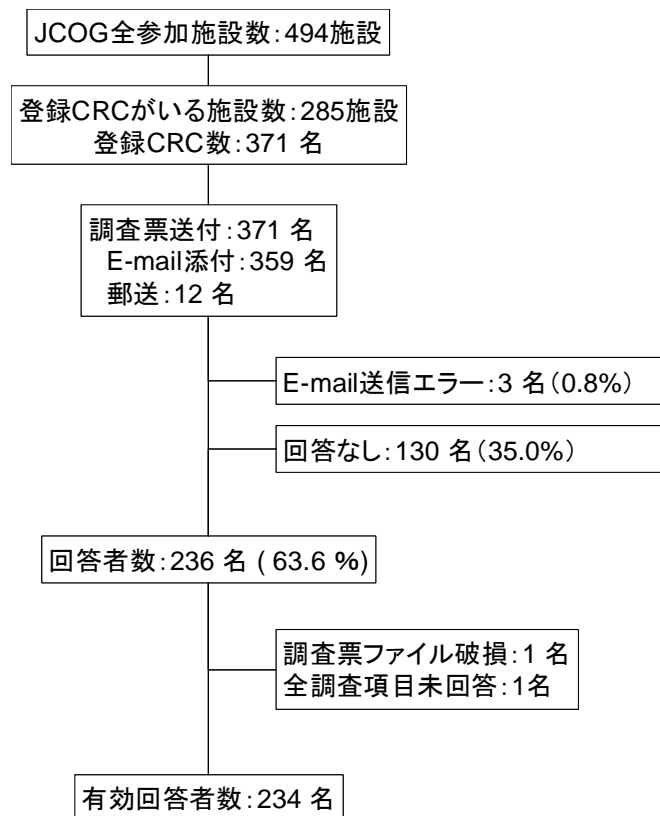 JCOG全参加施設数：494施設
登録CRCがいる施設数：285施設
登録CRC数：371 名
調査票送付：371 名
E-mail添付：359 名
郵送：12 名
E-mail送信エラー：3 名（0.8%）
回答なし：130 名（35.0%）
回答者数：236 名 ( 63.6 %)
調査票ファイル破損：1 名
全調査項目未回答：1名
有効回答者数：234 名